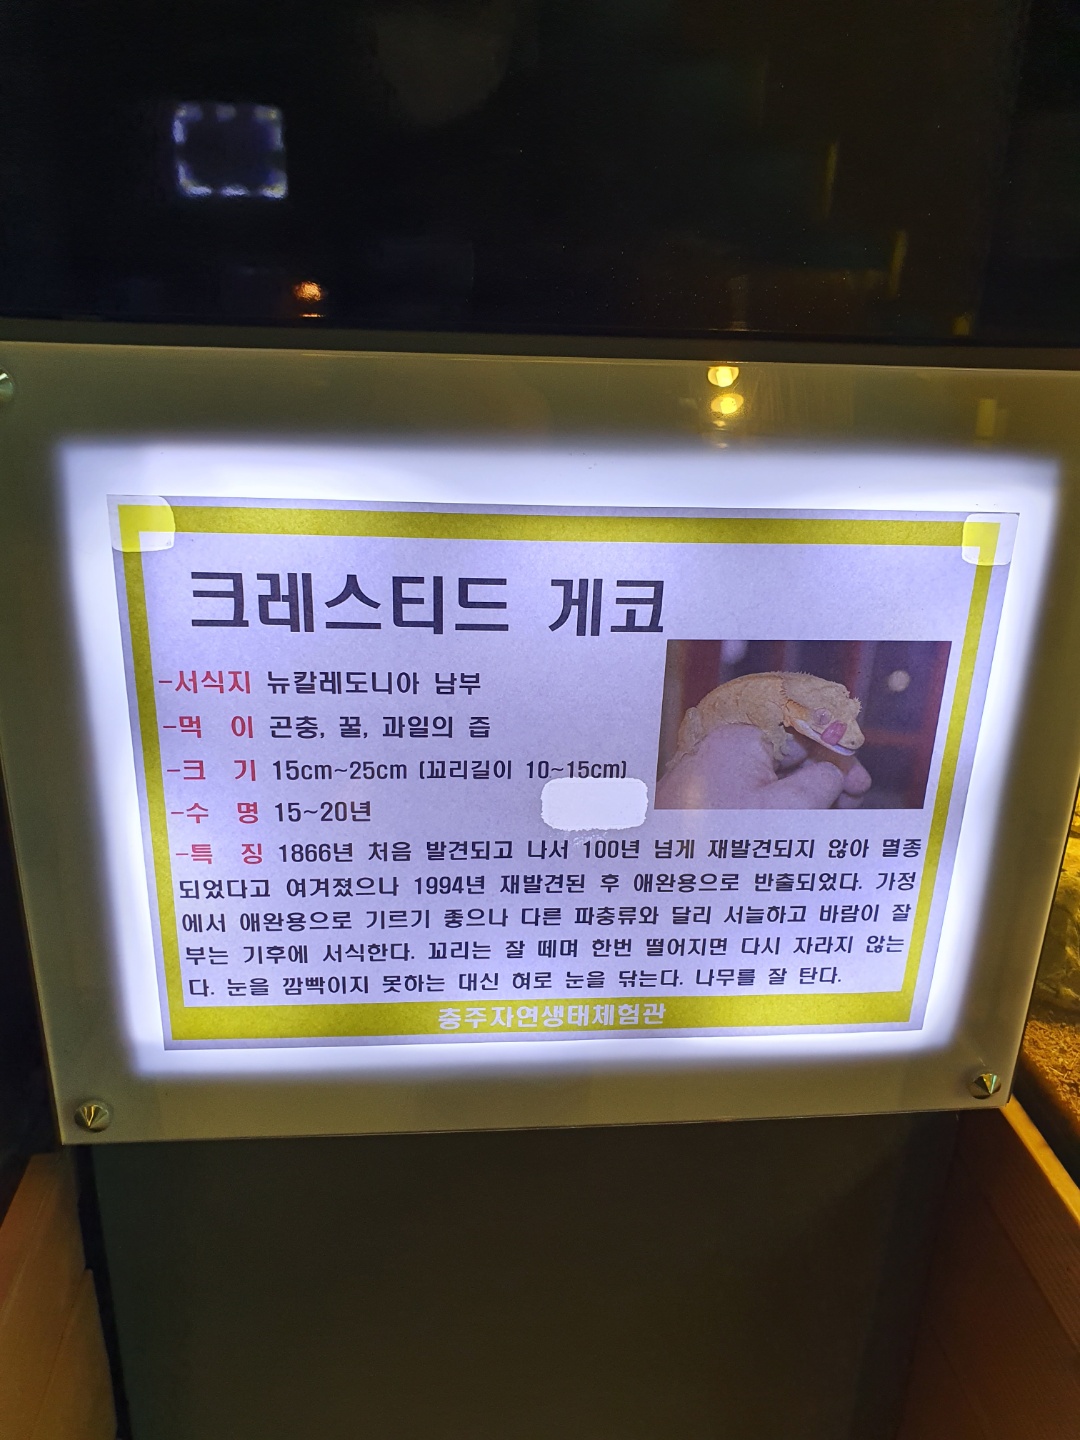 크레스티드 게코
-서식지 뉴칼레도니아 남부
-먹 이 곤충, 꿀, 과일의 즙
-크 기 15cm~25cm (꼬리길이 10~15cm)
-수 명 15~20년
-특 징 1866년 처음 발견되고 나서 100년 넘게 재발견되지 않아 멸종
되었다고 여겨졌으나 1994년 재발견된 후 애완용으로 반출되었다. 가정
에서 애완용으로 기르기 좋으나 다른 파충류와 달리 서늘하고 바람이 잘
부는 기후에 서식한다. 꼬리는 잘 떼며 한번 떨어지면 다시 자라지 않는
다. 눈을 깜빡이지 못하는 대신 혀로 눈을 닦는다. 나무를 잘 탄다.
충주자연생태체험관